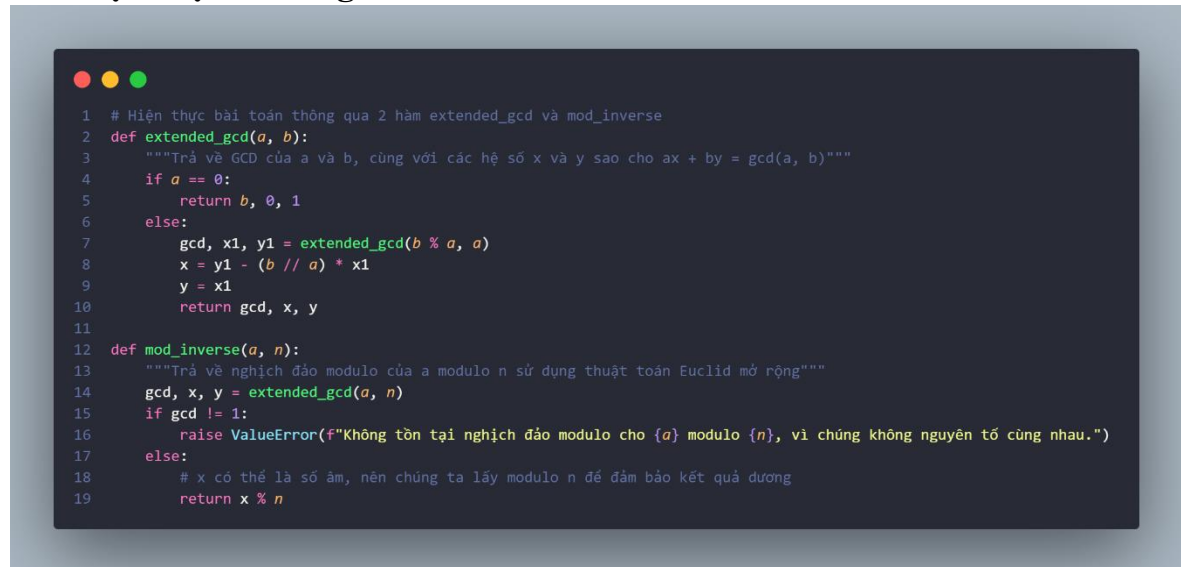 1 # Hiện thực bài toán thông qua 2 hàm extended_gcd và mod_inverse
2 def extended_gcd(a, b):
3     """Trả về GCD của a và b, cùng với các hệ số x và y sao cho ax + by = gcd(a, b)"""
4     if a == 0:
5         return b, 0, 1
6     else:
7         gcd, x1, y1 = extended_gcd(b % a, a)
8         x = y1 - (b // a) * x1
9         y = x1
10         return gcd, x, y
11
12 def mod_inverse(a, n):
13     """Trả về nghịch đảo modulo của a modulo n sử dụng thuật toán Euclid mở rộng"""
14     gcd, x, y = extended_gcd(a, n)
15     if gcd != 1:
16         raise ValueError(f"Không tồn tại nghịch đảo modulo cho {a} modulo {n}, vì chúng không nguyên tố cùng nhau.")
17     else:
18         # x có thể là số âm, nên chúng ta lấy modulo n để đảm bảo kết quả dương
19         return x % n